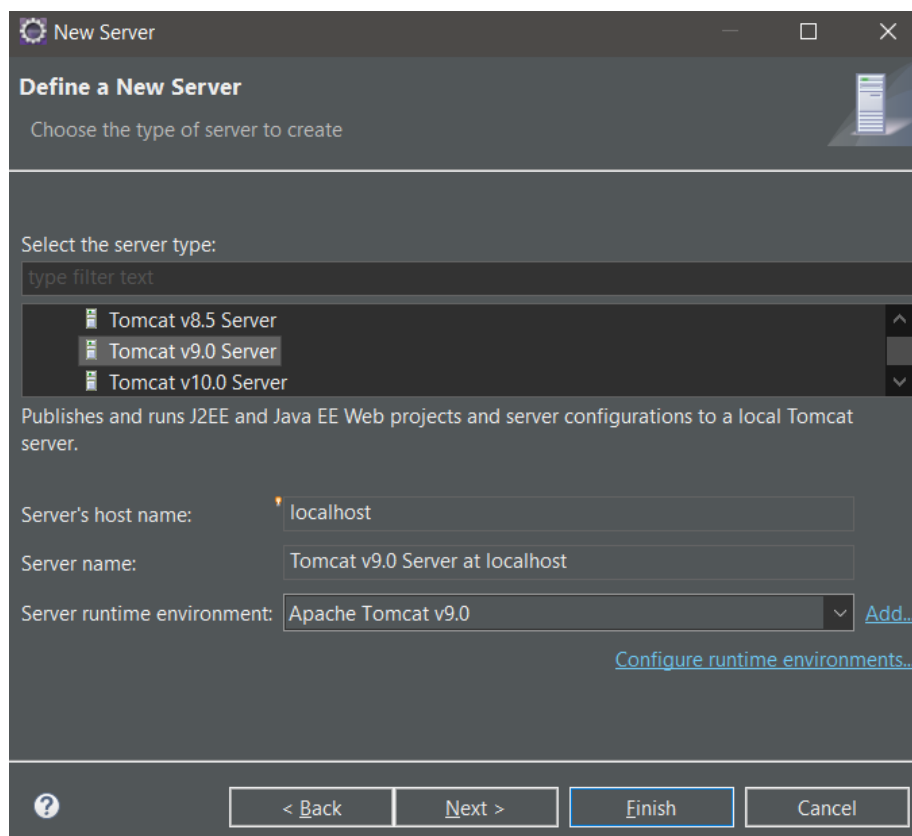 New Server
Define a New Server
Choose the type of server to create
Select the server type:
type filter text
Tomcat v8.5 Server
Tomcat v9.0 Server
Tomcat v10.0 Server
Publishes and runs J2EE and Java EE Web projects and server configurations to a local Tomcat
server.
Server's host name: localhost
Server name: Tomcat v9.0 Server at localhost
Server runtime environment: Apache Tomcat v9.0 Add..
Configure runtime environments..
? < Back Next > Finish Cancel